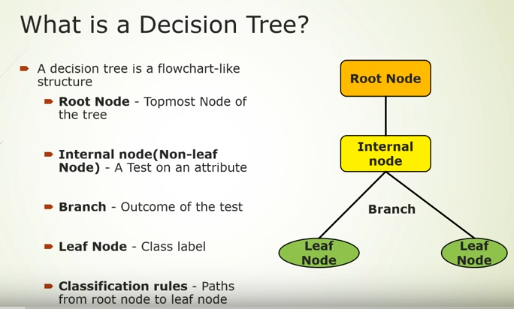 What is a Decision Tree?
A decision tree is a flowchart-like
structure
Root Node - Topmost Node of
the tree
Internal node(Non-leaf
Node) - A Test on an attribute
Branch - Outcome of the test
Leaf Node - Class label
Classification rules - Paths
from root node to leaf node
Root Node
Internal
node
Branch
Leaf
Node
Leaf
Node